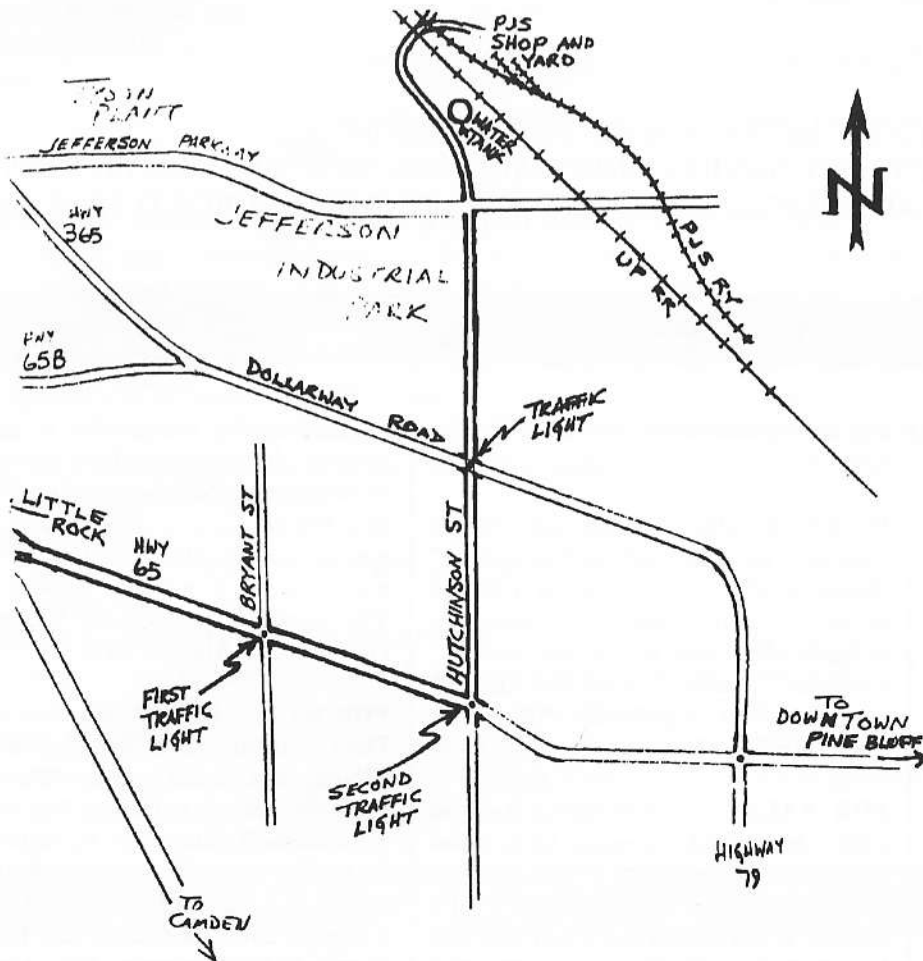 PJS
SHOP AND
YARD
TYSON
PLANT
JEFFERSON PARKWAY
WATER
TANK
N
HWY
365
JEFFERSON
INDUSTRIAL
PARK
UP RR
PJS RY
HWY
65B
DOLLARWAY
ROAD
TRAFFIC
LIGHT
LITTLE
ROCK
HWY
65
BRYANT ST
HUTCHINSON ST
FIRST
TRAFFIC
LIGHT
SECOND
TRAFFIC
LIGHT
TO
DOWNTOWN
PINE BLUFF
HIGHWAY
79
TO
CAMDEN